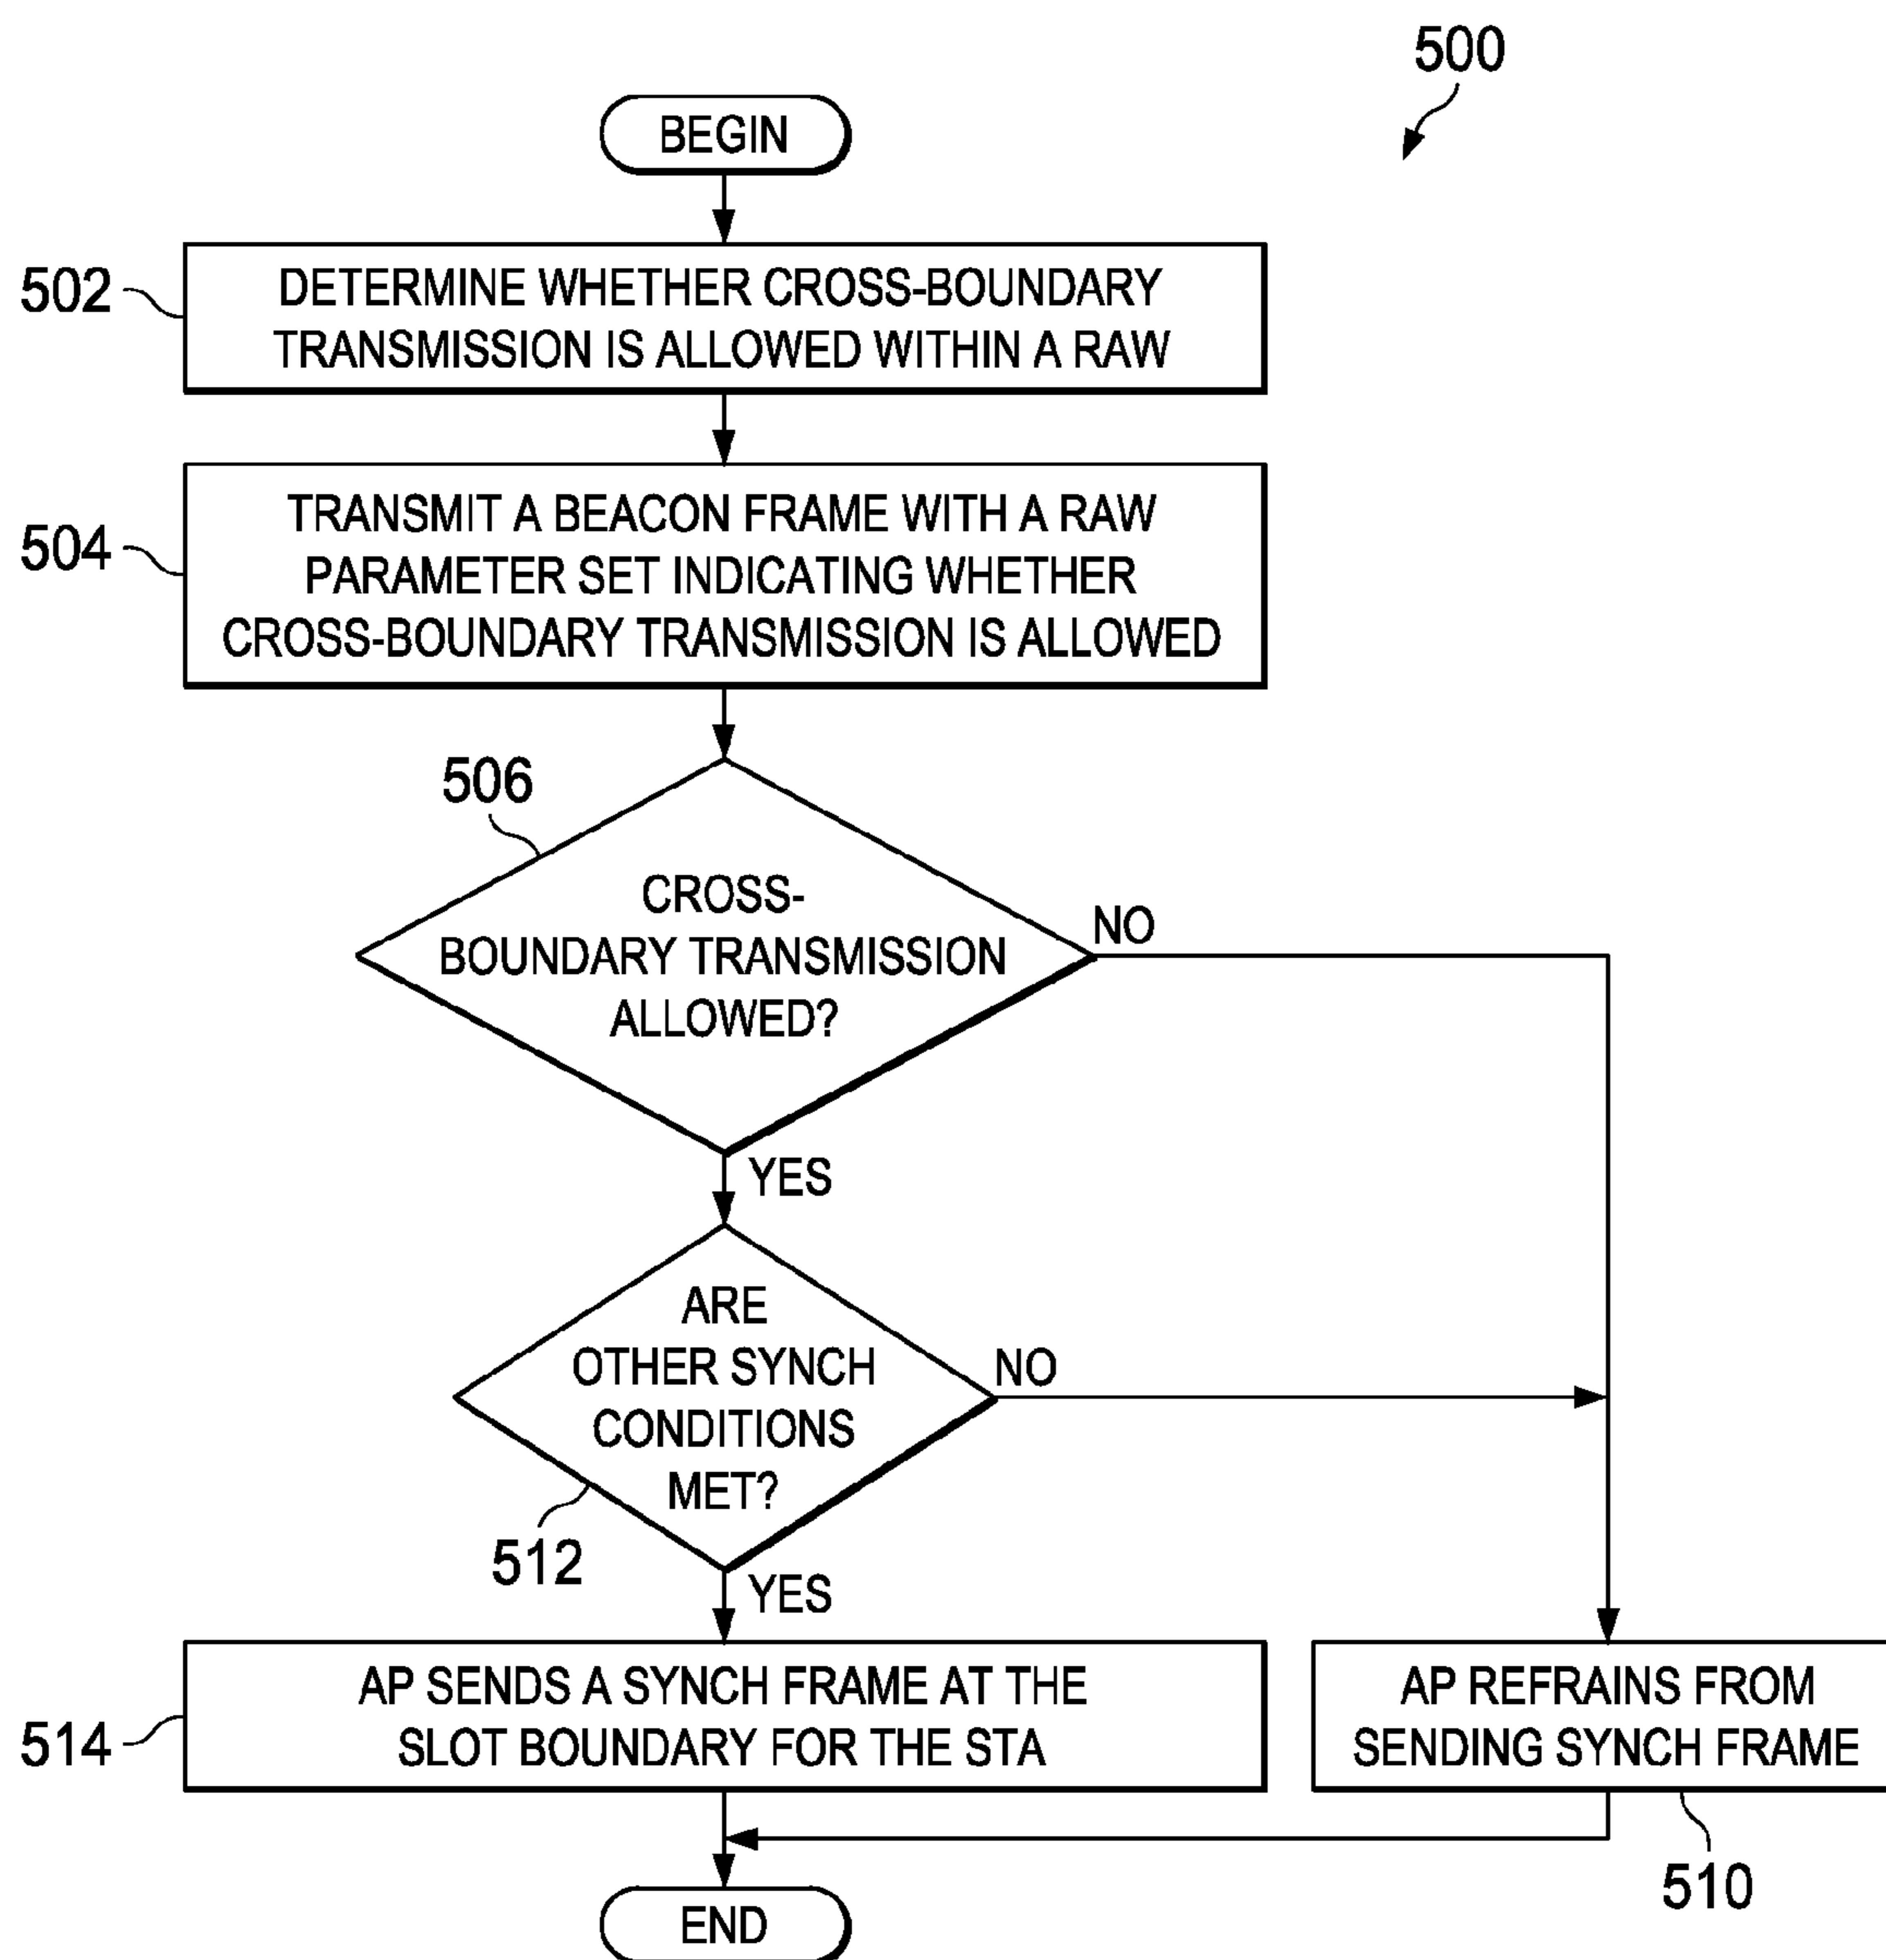 500
BEGIN
502
DETERMINE WHETHER CROSS-BOUNDARY
TRANSMISSION IS ALLOWED WITHIN A RAW
504
TRANSMIT A BEACON FRAME WITH A RAW
PARAMETER SET INDICATING WHETHER
CROSS-BOUNDARY TRANSMISSION IS ALLOWED
506
CROSS-
BOUNDARY TRANSMISSION
ALLOWED?
NO
YES
ARE
OTHER SYNCH
CONDITIONS
MET?
NO
512
YES
514
AP SENDS A SYNCH FRAME AT THE
SLOT BOUNDARY FOR THE STA
AP REFRAINS FROM
SENDING SYNCH FRAME
510
END